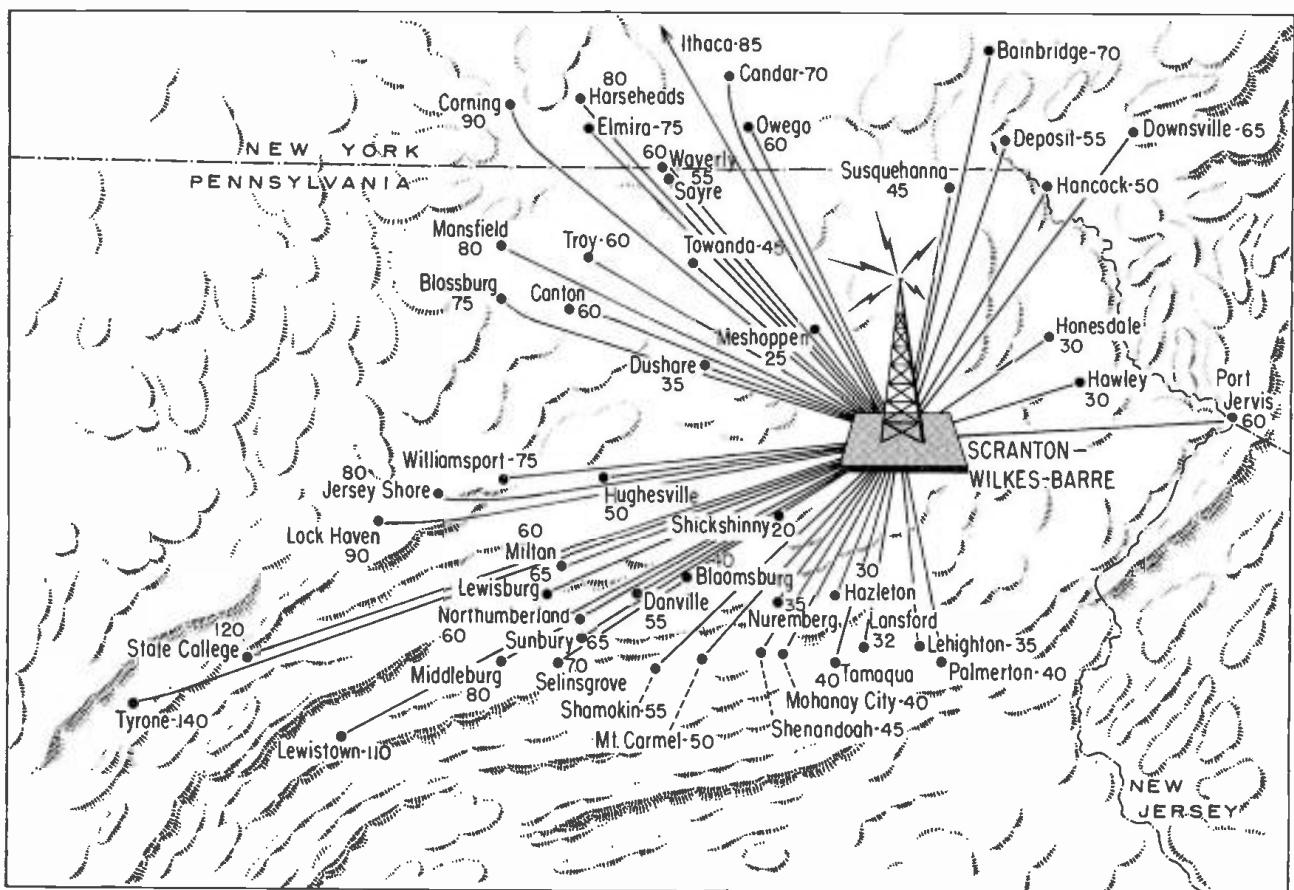 Ithaca-85
Bainbridge-70
Candar-70
80
Harseheads
Corning
90
Elmira-75
Owego
60
Deposit-55
Downsville-65
NEW YORK
PENNSYLVANIA
60
Waverly
55
Sayre
Susquehanna
45
Hancock-50
Mansfield
80
Troy-60
Towanda-45
Blossburg
75
Canton
60
Meshoppen
25
Honesdale
30
Dushare
35
Hawley
30
Port
Jervis
60
SCRANTON-
WILKES-BARRE
Williamsport-75
80
Jersey Shore
Hughesville
50
Lock Haven
90
Shickshinny
20
60
Milton
65
Lewisburg
40
Bloomsburg
30
Hazleton
Northumberland
60
Danville
55
35
Nuremberg
Lansford
32
Sunbury
65
Lehighton-35
120
State Callege
Middleburg
80
70
Selinsgrove
40
Tamaqua
Palmerton-40
Tyrone-140
Shamokin-55
Mohanay City-40
Lewistown-110
Mt. Carmel-50
Shenandoah-45
NEW
JERSEY